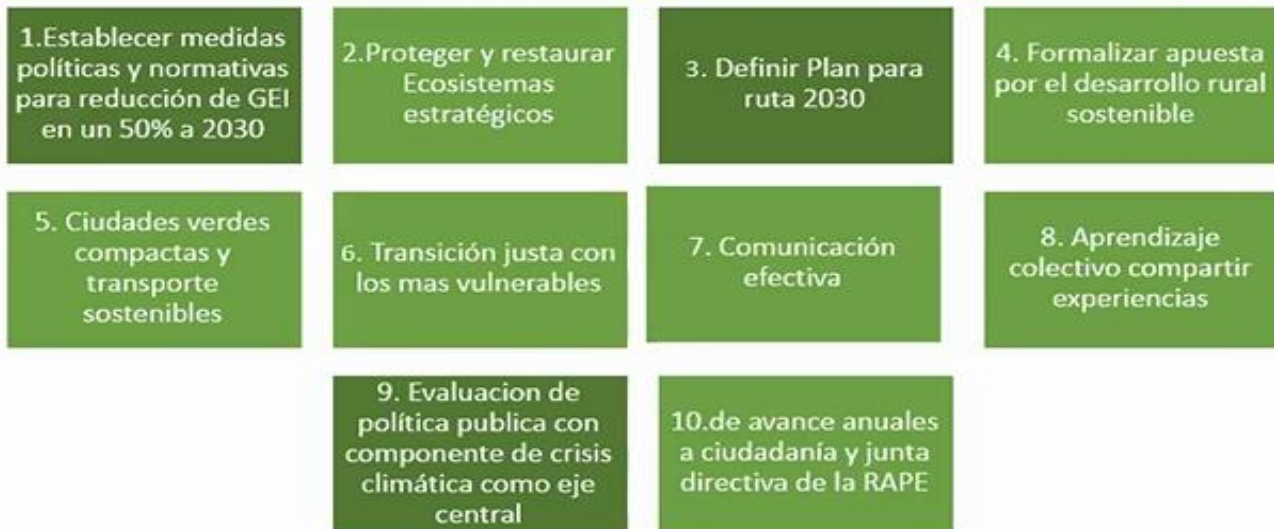 1.Establecer medidas
políticas y normativas
para reducción de GEI
en un 50% a 2030
2.Proteger y restaurar
Ecosistemas
estratégicos
3. Definir Plan para
ruta 2030
4. Formalizar apuesta
por el desarrollo rural
sostenible
5. Ciudades verdes
compactas y
transporte
sostenibles
6. Transición justa con
los mas vulnerables
7. Comunicación
efectiva
8. Aprendizaje
colectivo compartir
experiencias
9. Evaluacion de
política publica con
componente de crisis
climática como eje
central
10.de avance anuales
a ciudadanía y junta
directiva de la RAPE